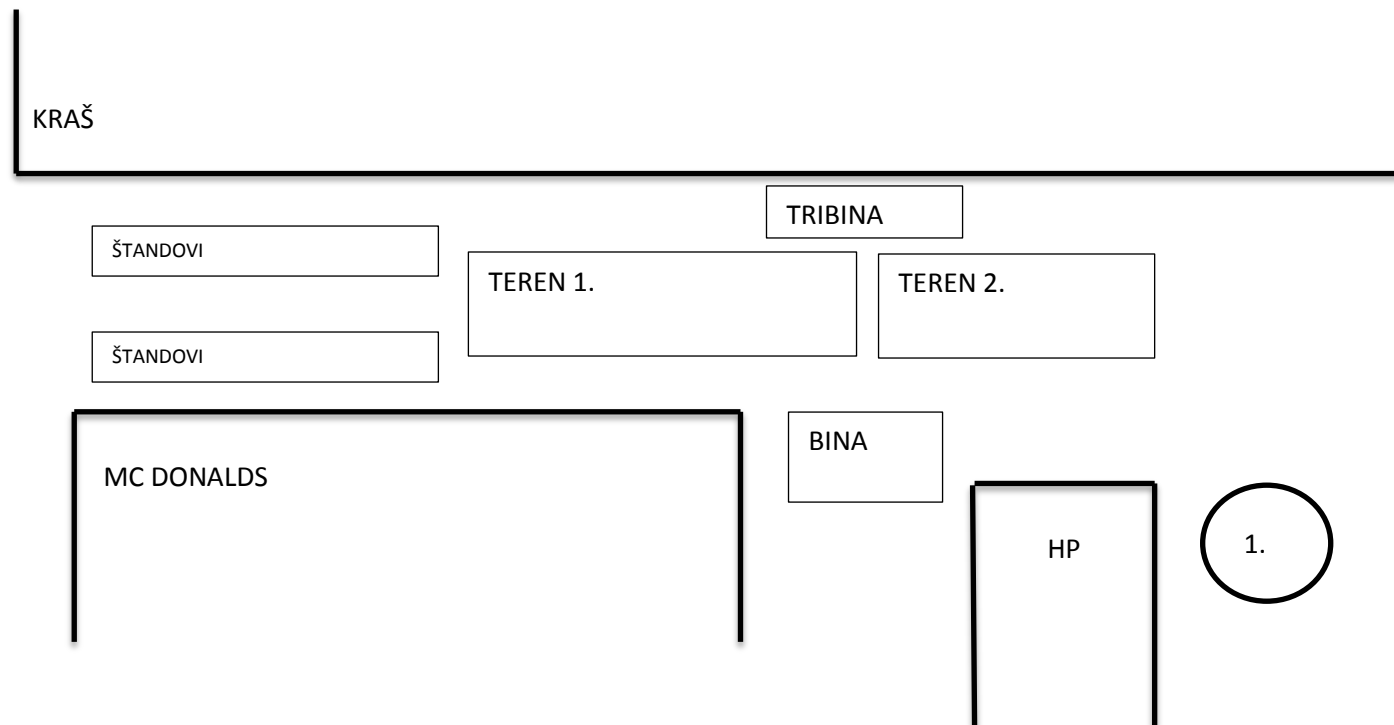 KRAŠ
TRIBINA
ŠTANDOVI
TEREN 1.
TEREN 2.
ŠTANDOVI
BINA
MC DONALDS
HP
1.